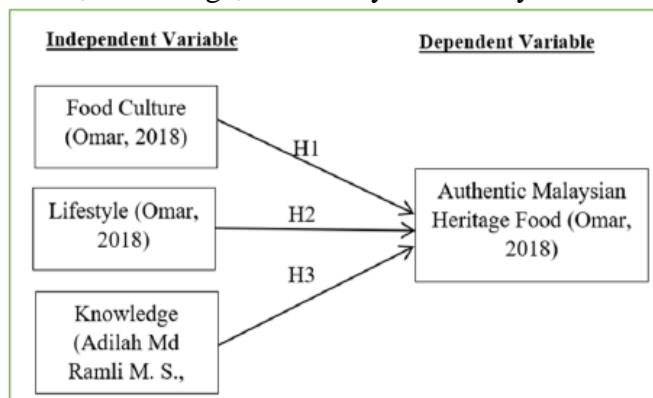 Independent Variable
Dependent Variable
Food Culture
(Omar, 2018)
H1
Lifestyle (Omar,
2018)
H2
Authentic Malaysian
Heritage Food (Omar,
2018)
H3
Knowledge
(Adilah Md
Ramli M. S.,